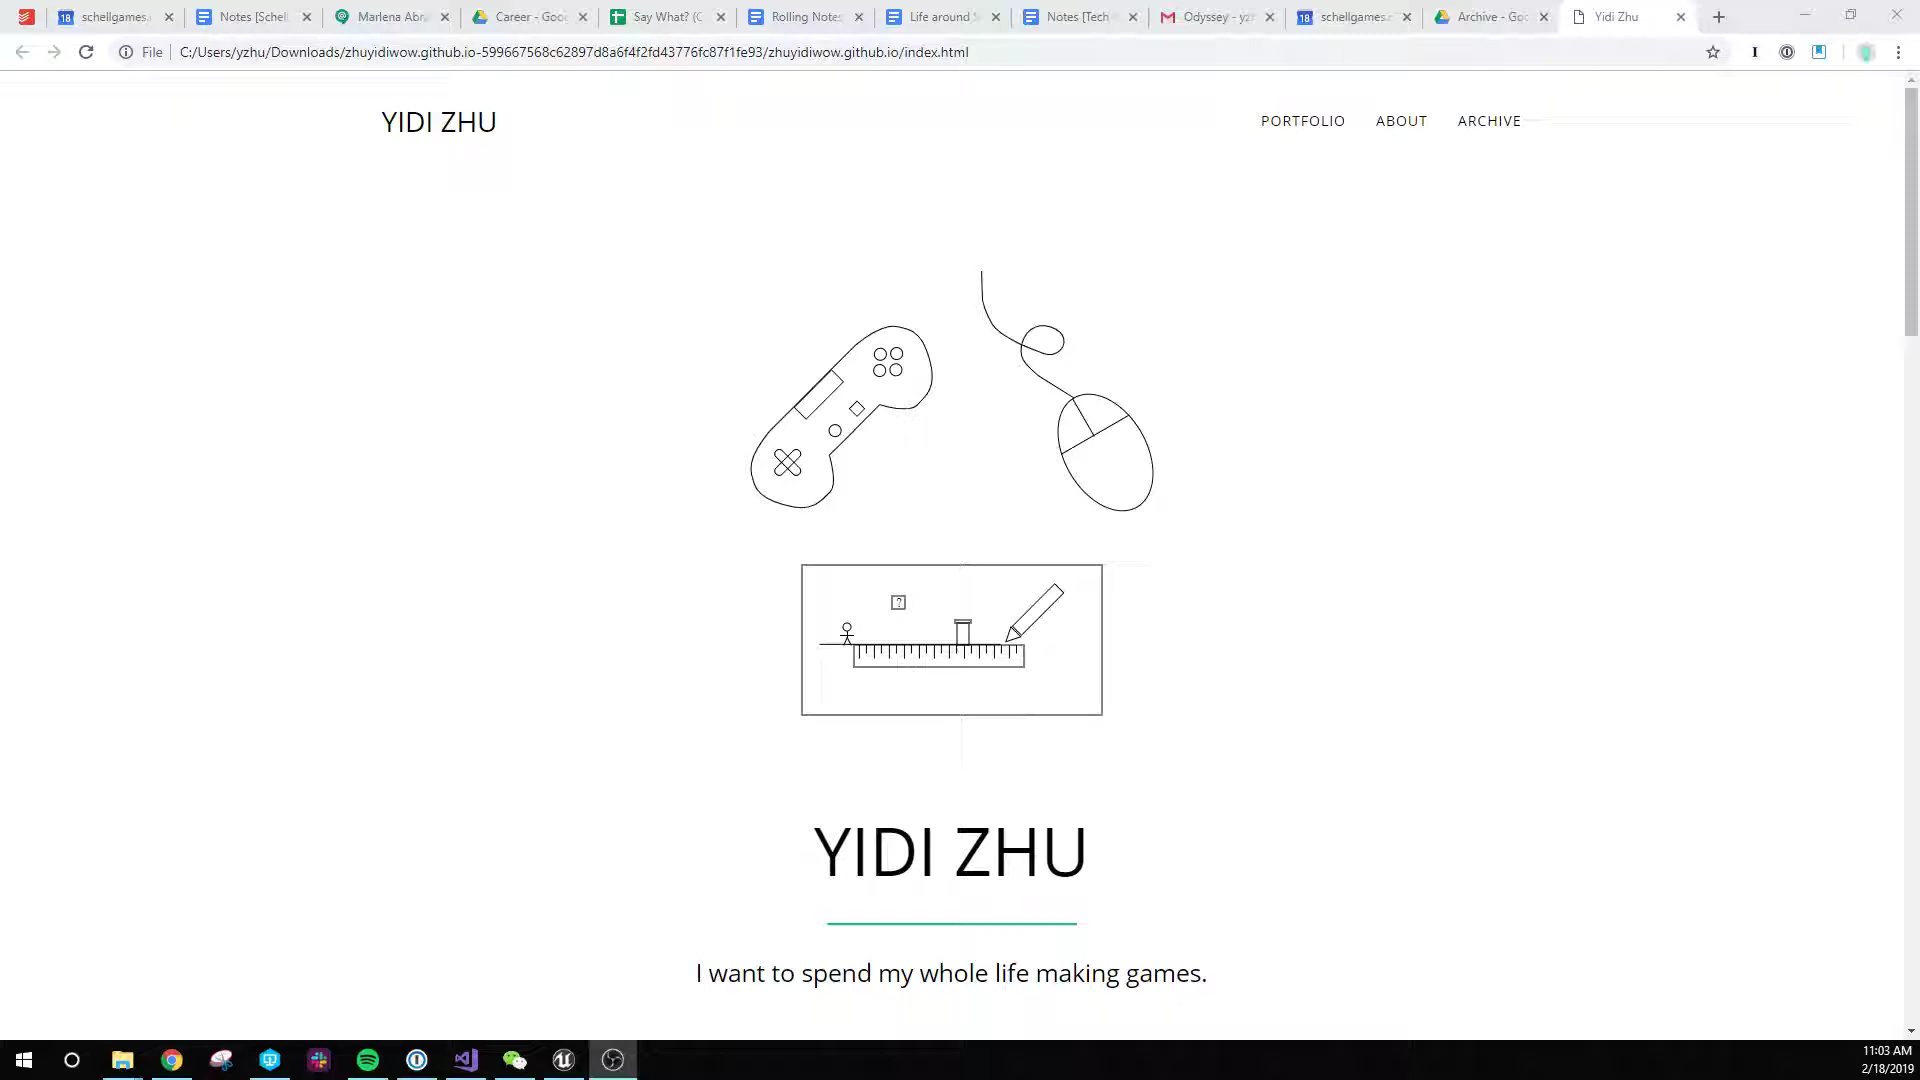 schellgames.
Notes [Schel
Marlena Abr
Career - Goo
Say What? (C
Rolling Notes
Life around S
Notes [Tech
Odyssey - yz
schellgames.c
Archive - Goo
Yidi Zhu
File
C:/Users/yzhu/Downloads/zhuyidiwow.github.io-599667568c62897d8a6f4f2fd43776fc87f1fe93/zhuyidiwow.github.io/index.html
YIDI ZHU
PORTFOLIO
ABOUT
ARCHIVE
?
YIDI ZHU
I want to spend my whole life making games.
11:03 AM
2/18/2019